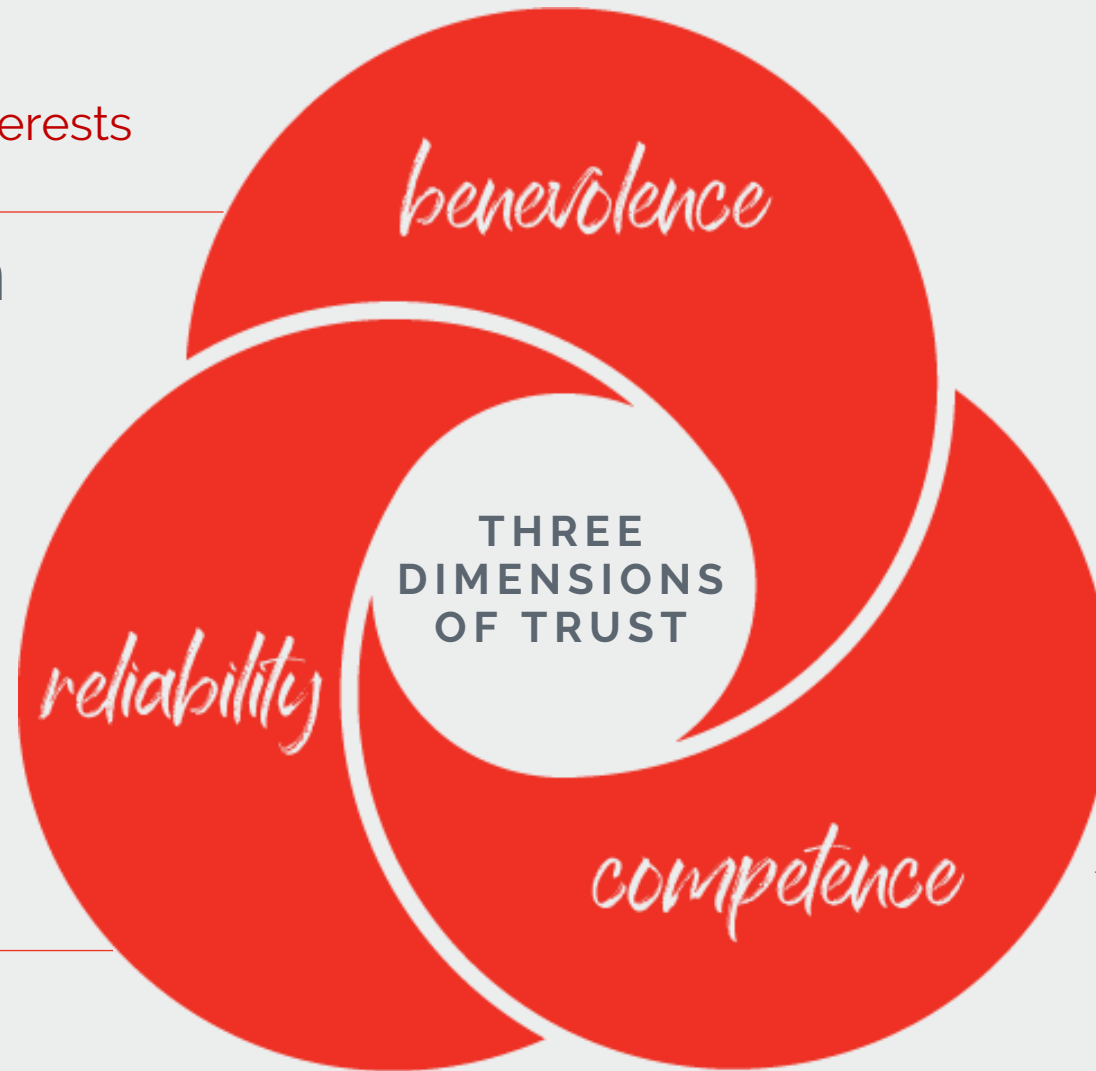 erests
benevolence
THREE
DIMENSIONS
OF TRUST
reliability
competence